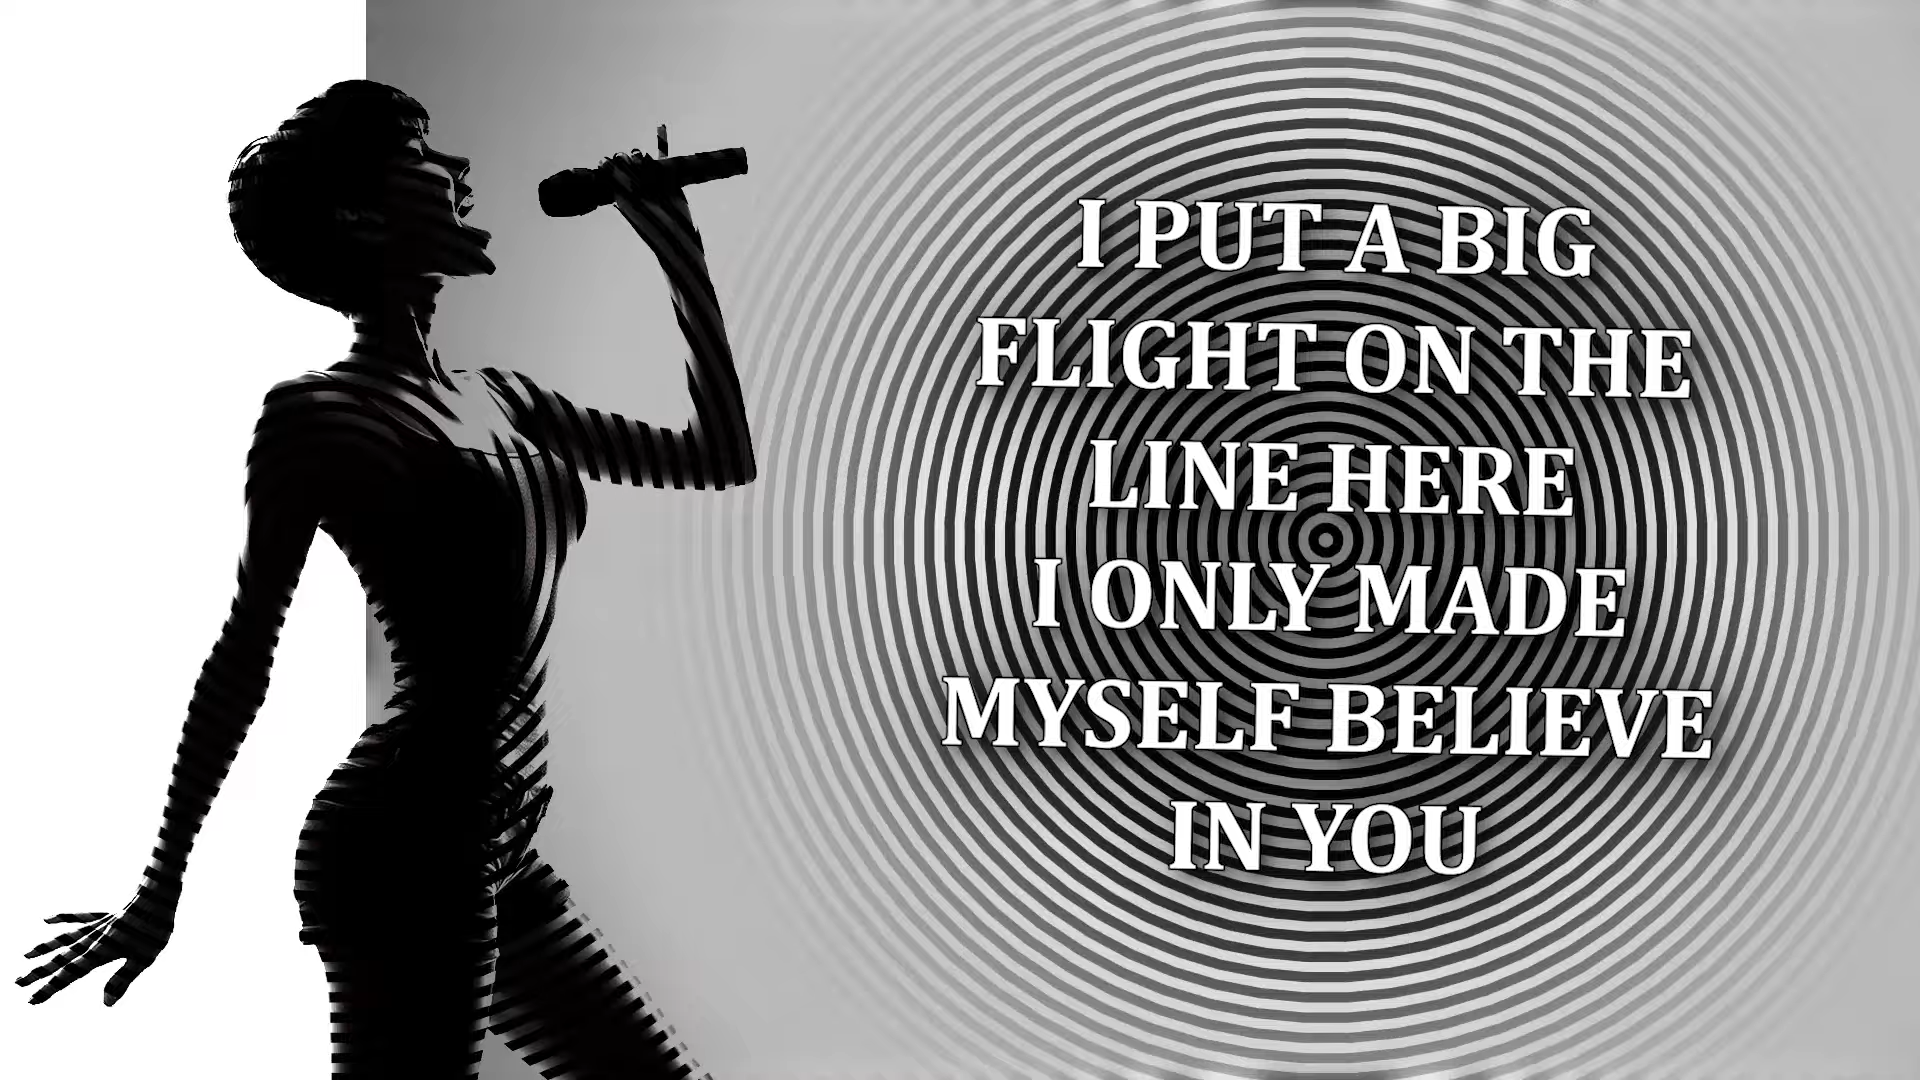 I PUT A BIG
FLIGHT ON THE
LINE HERE
I ONLY MADE
MYSELF BELIEVE
IN YOU